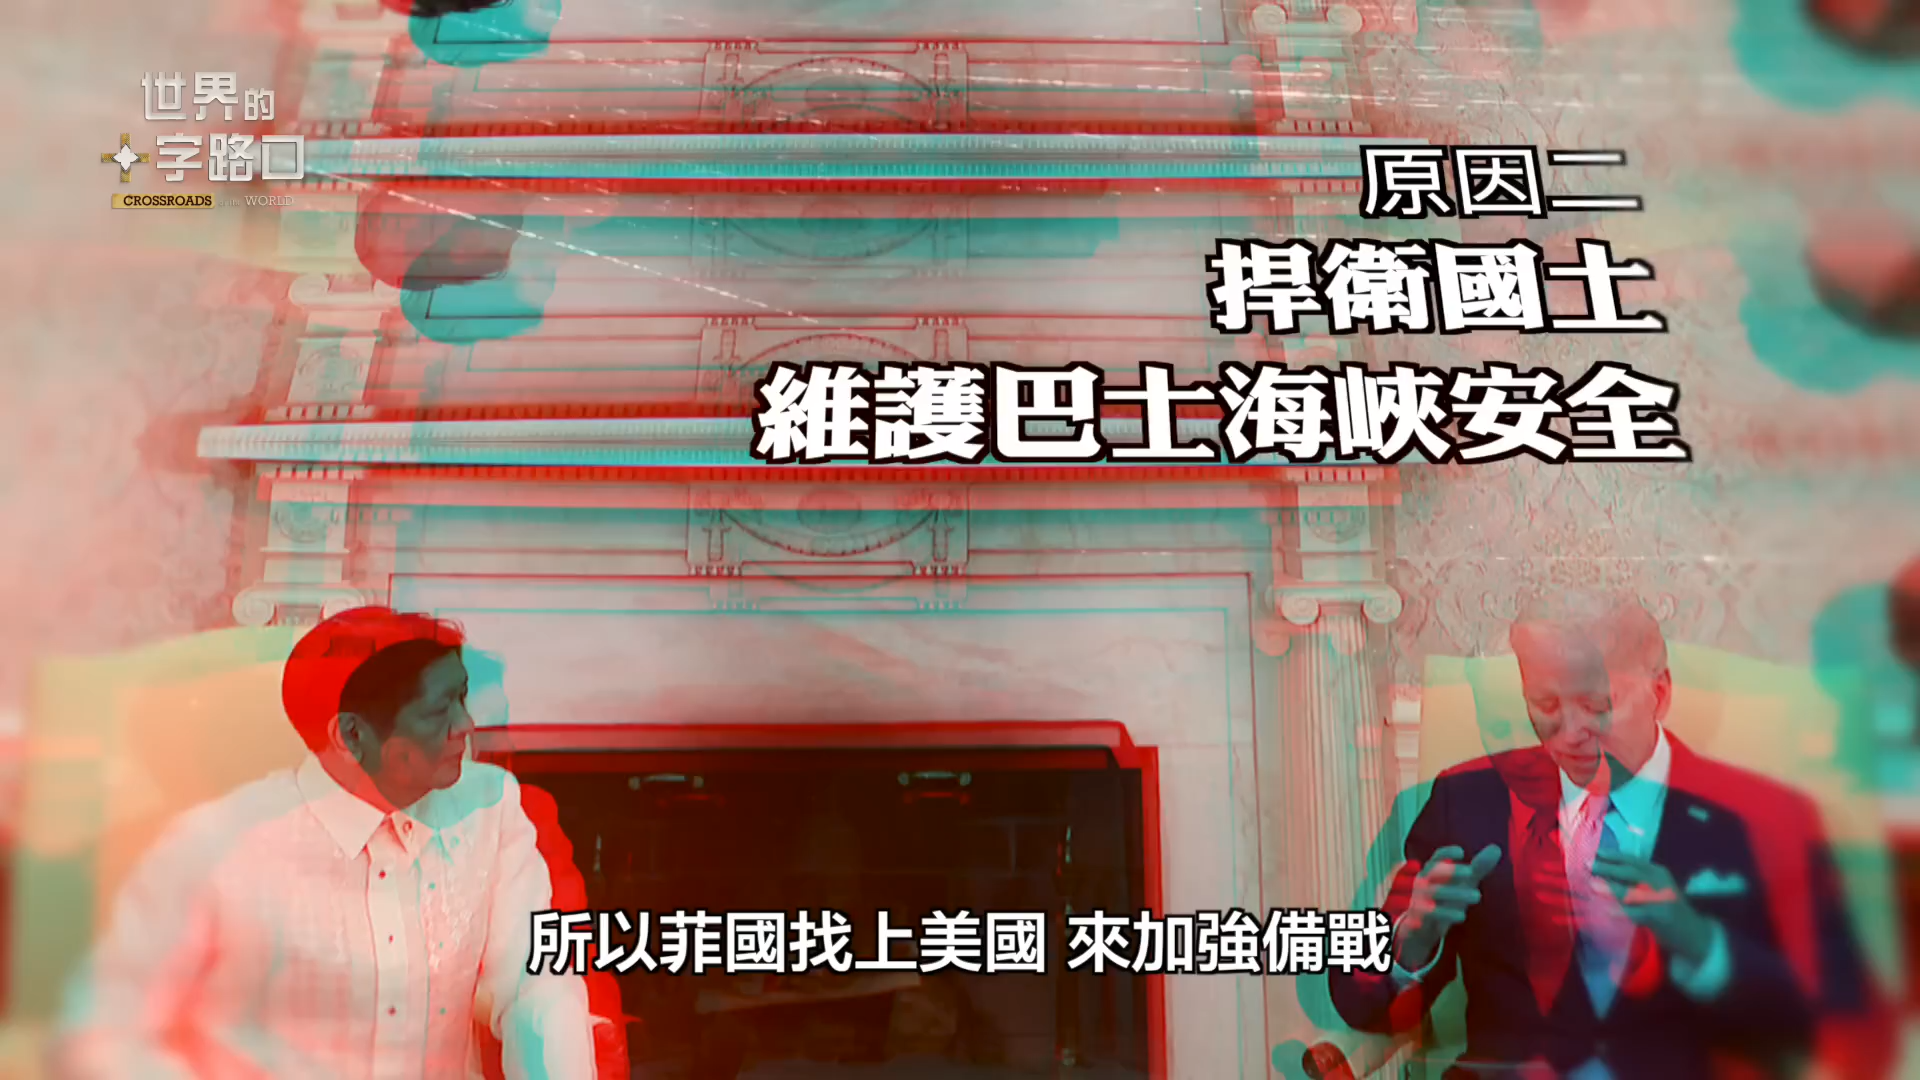 世界的
十字路口
CROSSROADS of the WORLD
原因二
捍衛國土
維護巴士海峽安全
所以菲國找上美國 來加強備戰